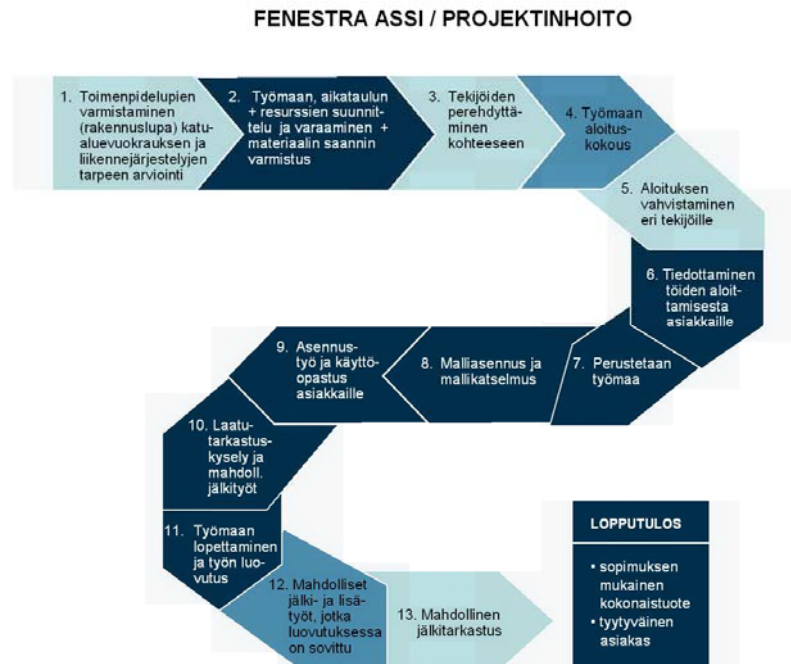 FENESTRA ASSI / PROJEKTINHOITO
1. Toimenpidelupien
varmistaminen
(rakennuslupa) katu-
aluevuokrauksen ja
liikennejärjestelyjen
tarpeen arviointi
2. Työmaan, aikataulun
+ resurssien suunnit-
telu ja varaaminen +
materiaalin saannin
varmistus
3. Tekijöiden
perehdyttä-
minen
kohteeseen
4. Työmaan
aloitus-
kokous
5. Aloituksen
vahvistaminen
eri tekijöille
6. Tiedottaminen
töiden aloit-
tamisesta
asiakkaille
7. Perustetaan
työmaa
8. Malliasennus ja
mallikatselmus
9. Asennus-
työ ja käyttö-
opastus
asiakkaille
10. Laatu-
tarkastus-
kysely ja
mahdoll.
jälkityöt
11. Työmaan
lopettaminen
ja työn luo-
vutus
12. Mahdolliset
jälki- ja lisä-
työt, jotka
luovutuksessa
on sovittu
13. Mahdollinen
jälkitarkastus
LOPPUTULOS
• sopimuksen
mukainen
kokonaistuote
• tyytyväinen
asiakas